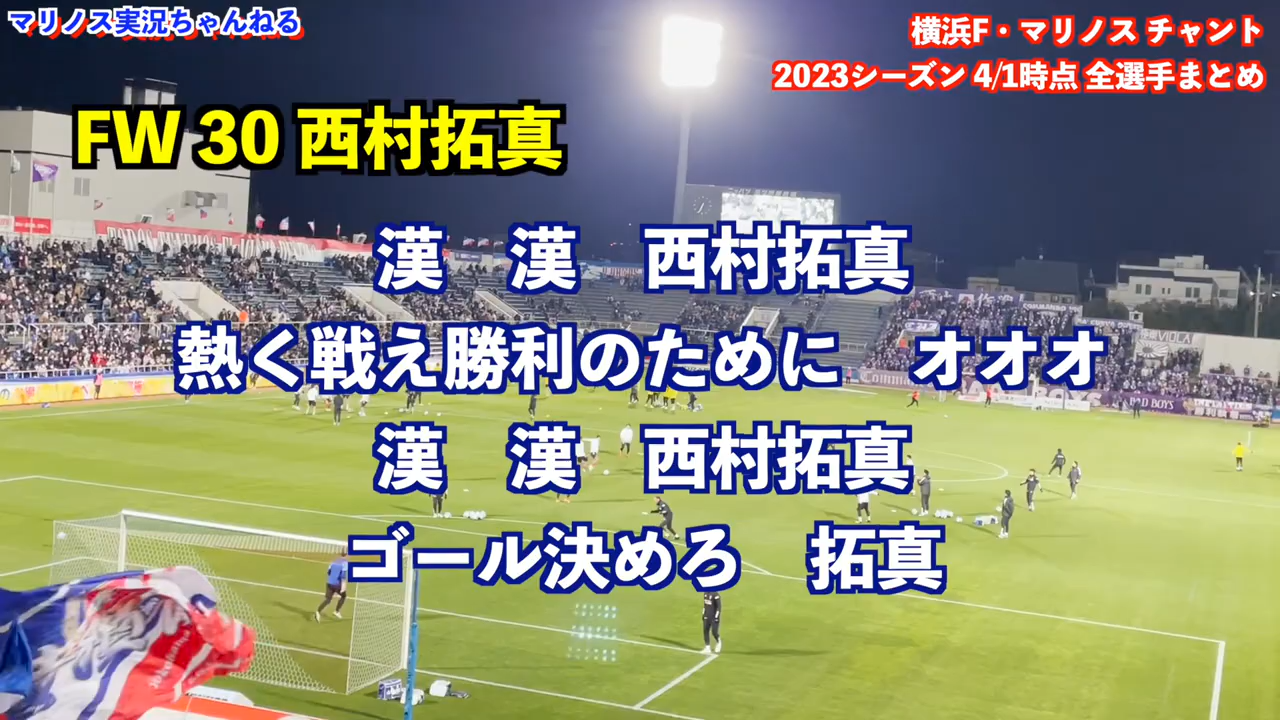 マリノス実況ちゃんねる
横浜F・マリノス チャント
2023シーズン 4/1時点 全選手まとめ
FW 30 西村拓真
漢　漢　西村拓真
熱く戦え勝利のために　オオオ
漢　漢　西村拓真
ゴール決めろ　拓真
BAD BOYS